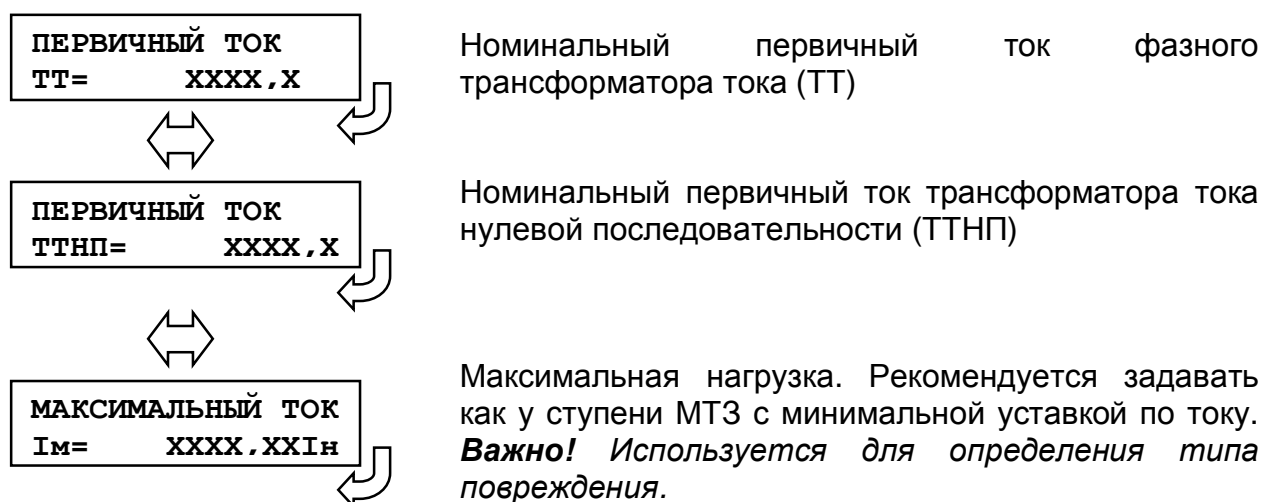 ПЕРВИЧНЫЙ ТОК
ТТ= XXXX,X
Номинальный первичный ток фазного
трансформатора тока (ТТ)
ПЕРВИЧНЫЙ ТОК
ТТНП= XXXX,X
Номинальный первичный ток трансформатора тока
нулевой последовательности (ТТНП)
МАКСИМАЛЬНЫЙ ТОК
Iм= XXXX,XXIн
Максимальная нагрузка. Рекомендуется задавать
как у ступени МТЗ с минимальной уставкой по току.
Важно! Используется для определения типа
повреждения.